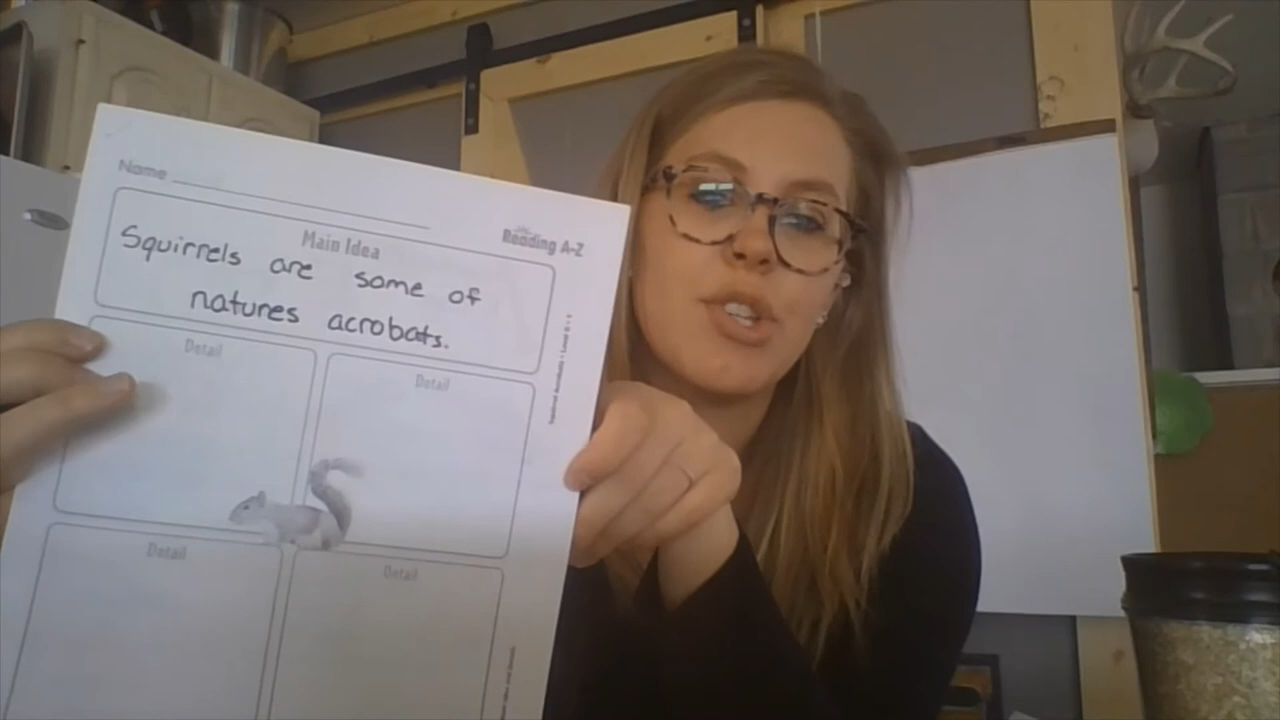 Name
Reading A-Z
Main Idea
Squirrels are some of
natures acrobats.
Detail
Detail
Detail
Detail